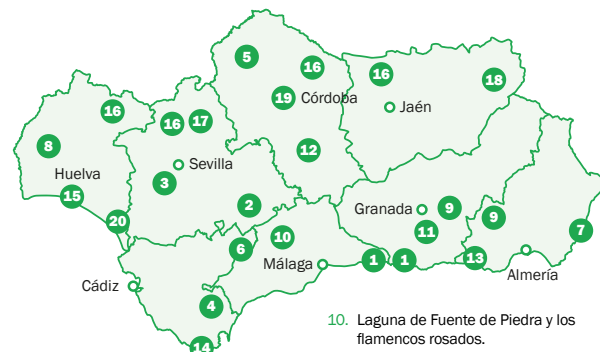 5
16
16
18
16
19 Córdoba
Jaén
16
17
8
12
Huelva
3
Sevilla
15
2
Granada
9
9
20
11
7
6
10
Málaga
1
1
13
Almería
Cádiz
4
14
10. Laguna de Fuente de Piedra y los
flamencos rosados.